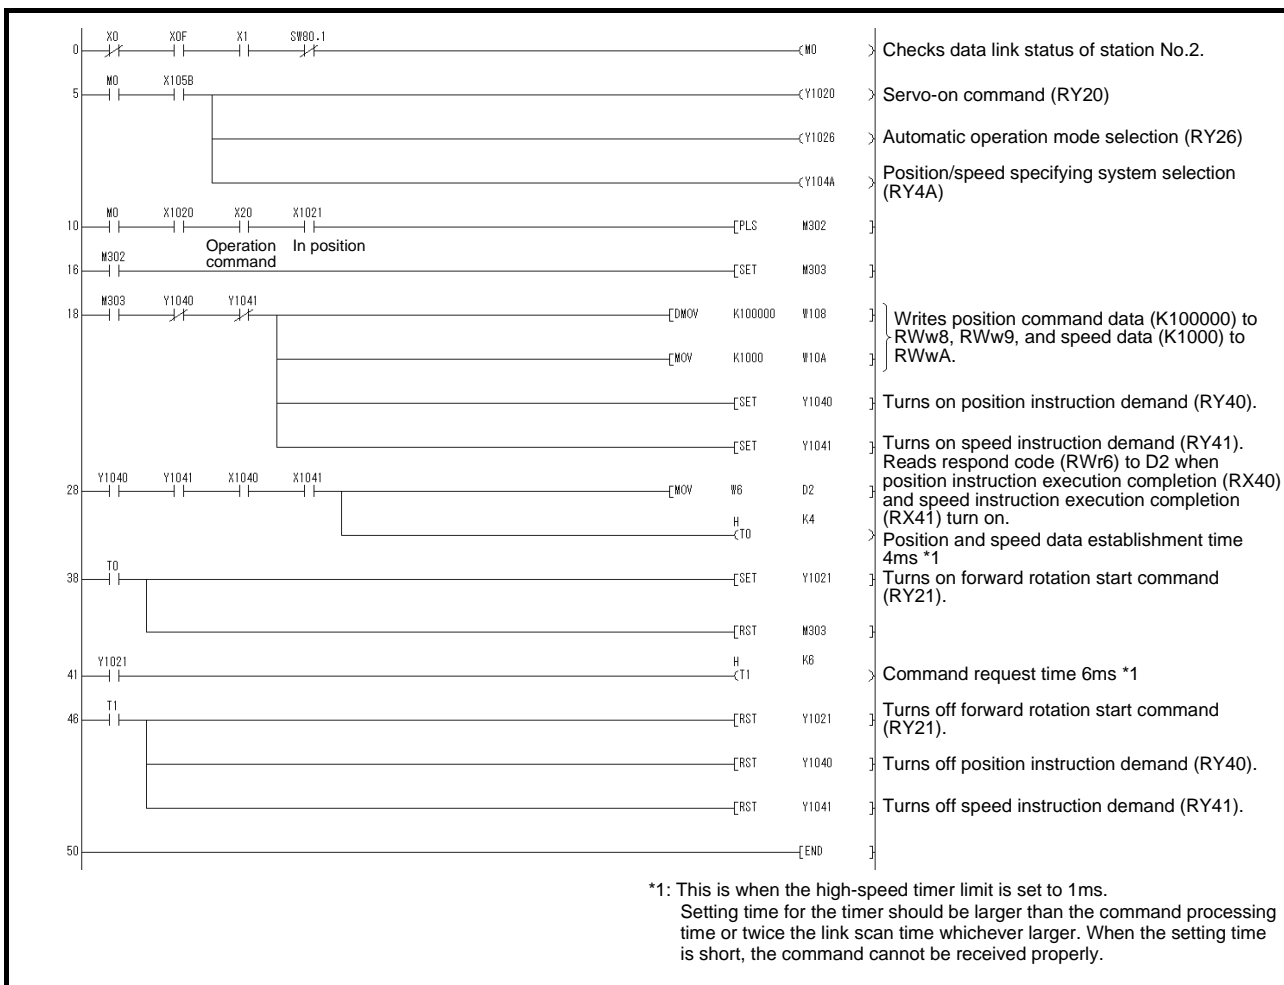 X0 X0F X1 SW80.1
0 (M0 ) Checks data link status of station No.2.
M0 X105B
5 (Y1020 ) Servo-on command (RY20)
(Y1026 ) Automatic operation mode selection (RY26)
Position/speed specifying system selection
(Y104A ) (RY4A)
M0 X1020 X20 X1021
10 [PLS M302 ]
Operation In position
command
M302
16 [SET M303 ]
M303 Y1040 Y1041
18 [DMOV K100000 W108 ]
Writes position command data (K100000) to
RWw8, RWw9, and speed data (K1000) to
RWwA.
[MOV K1000 W10A ]
[SET Y1040 ] Turns on position instruction demand (RY40).
[SET Y1041 ] Turns on speed instruction demand (RY41).
Reads respond code (RWr6) to D2 when
Y1040 Y1041 X1040 X1041
28 [MOV W6 D2 ] position instruction execution completion (RX40)
and speed instruction execution completion
(RX41) turn on.
H K4
(T0 ) Position and speed data establishment time
4ms *1
T0
38 [SET Y1021 ] Turns on forward rotation start command
(RY21).
[RST M303 ]
Y1021 H K6
41 (T1 ) Command request time 6ms *1
T1
46 [RST Y1021 ] Turns off forward rotation start command
(RY21).
[RST Y1040 ] Turns off position instruction demand (RY40).
[RST Y1041 ] Turns off speed instruction demand (RY41).
50 [END ]
*1: This is when the high-speed timer limit is set to 1ms.
Setting time for the timer should be larger than the command processing
time or twice the link scan time whichever larger. When the setting time
is short, the command cannot be received properly.